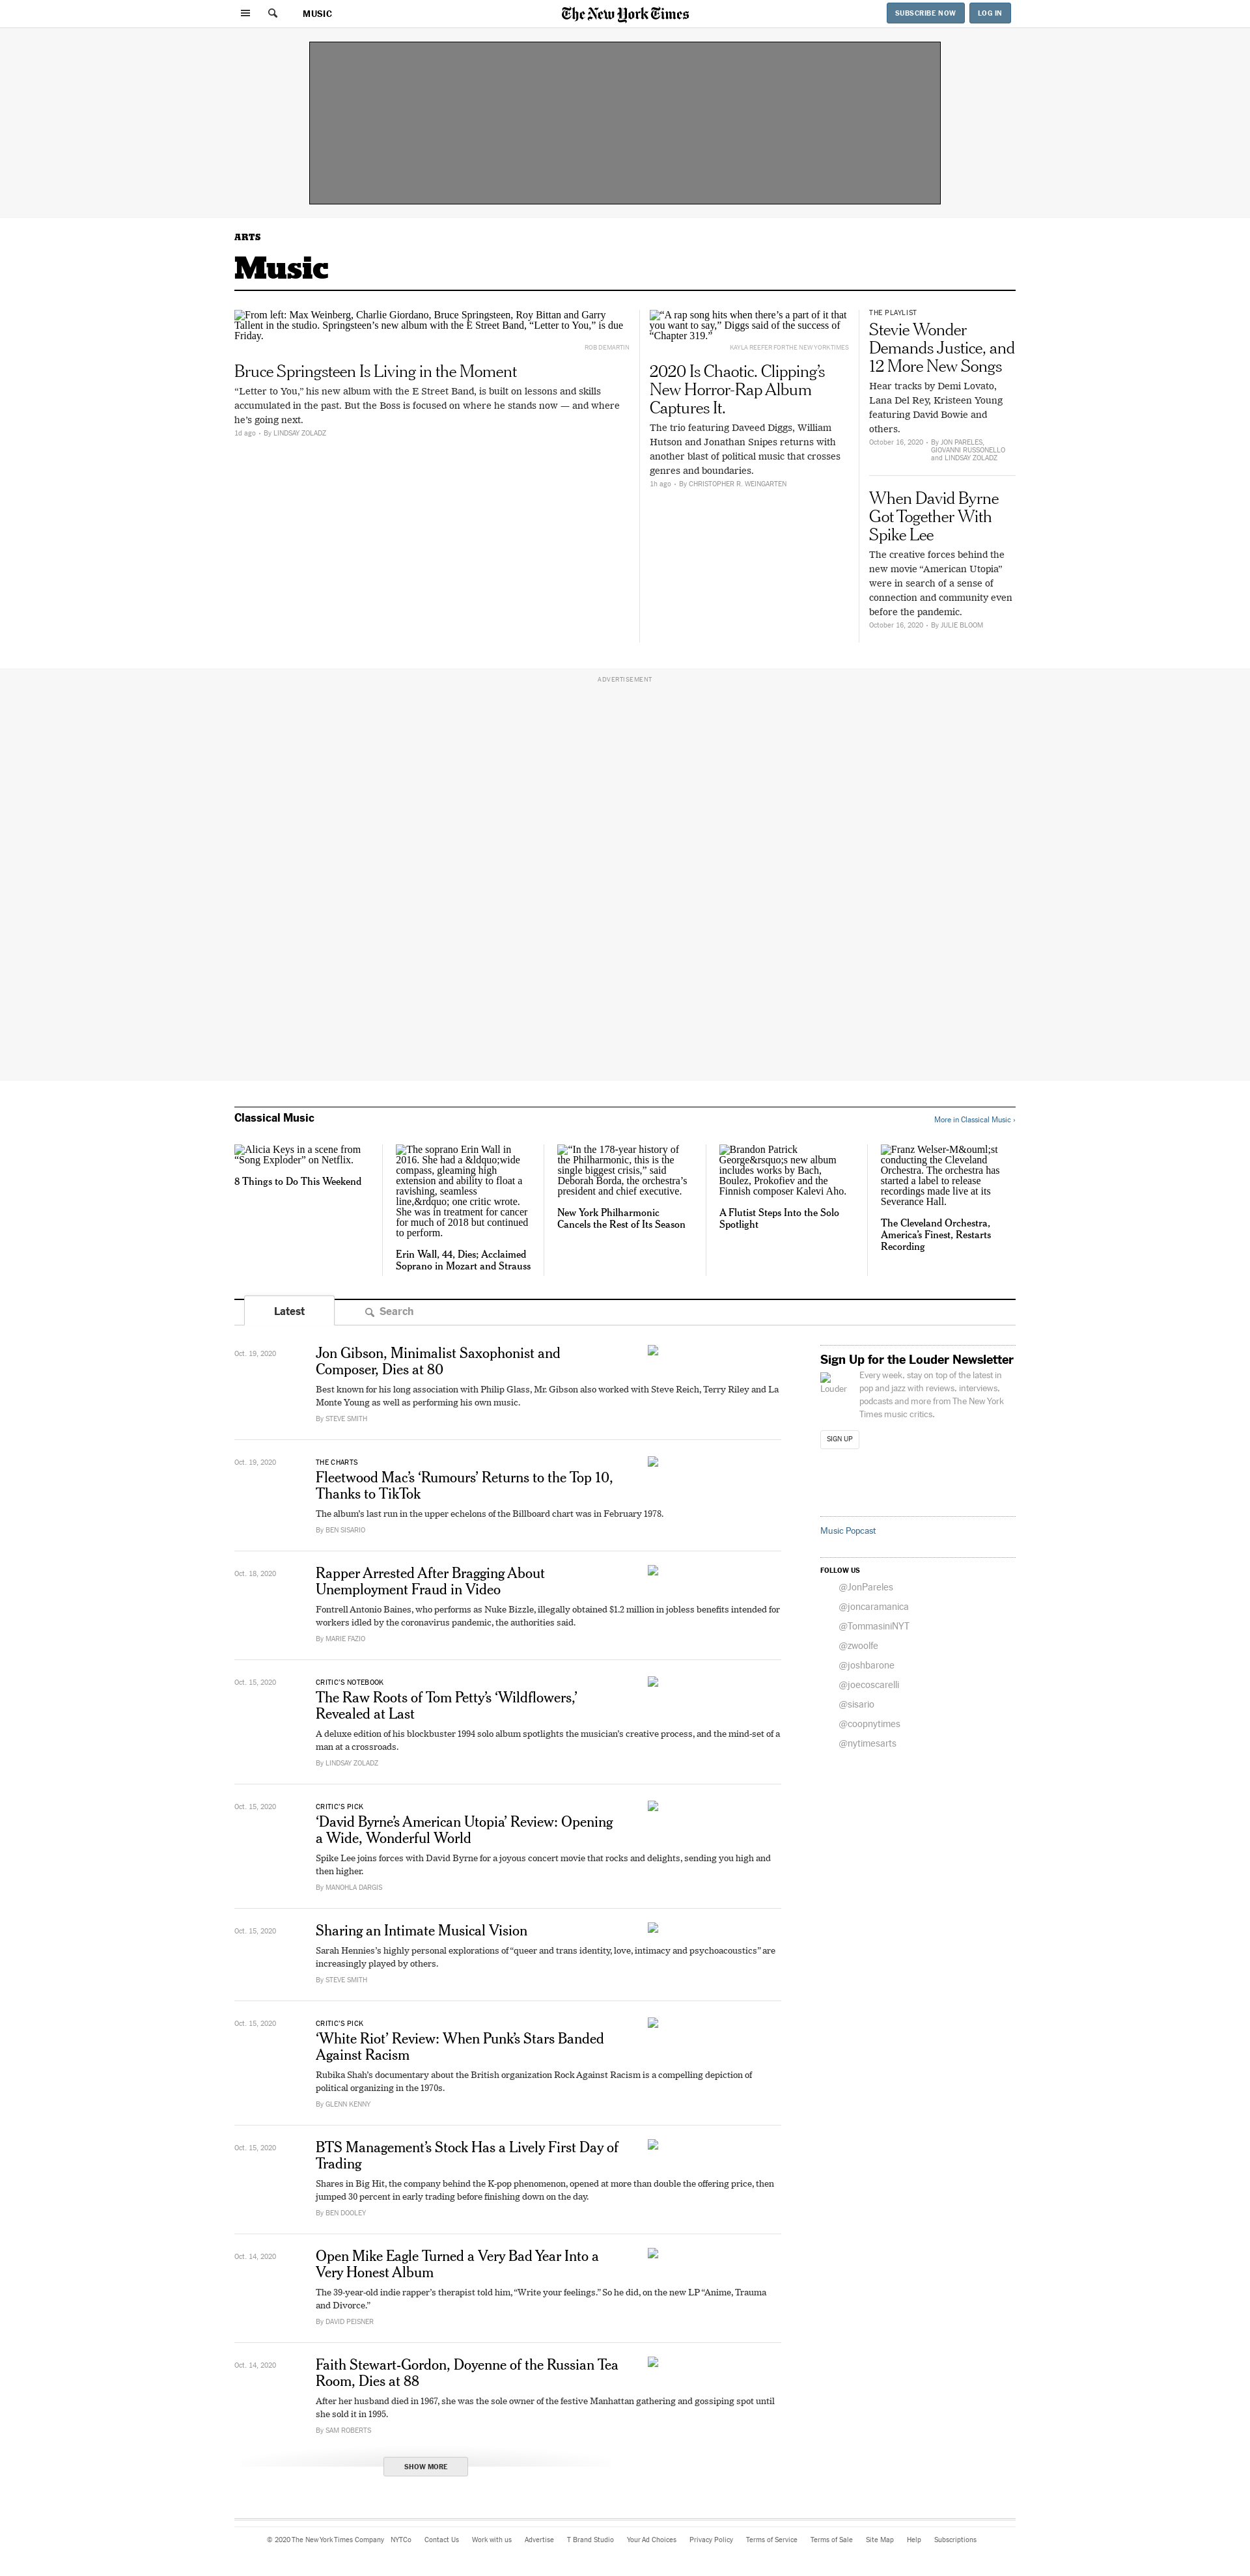 MUSIC
The New York Times
SUBSCRIBE NOW
LOG IN
ARTS
Music
From left: Max Weinberg, Charlie Giordano, Bruce Springsteen, Roy Bittan and Garry
Tallent in the studio. Springsteen’s new album with the E Street Band, “Letter to You,” is due
Friday.
ROB DEMARTIN
Bruce Springsteen Is Living in the Moment
“Letter to You,” his new album with the E Street Band, is built on lessons and skills
accumulated in the past. But the Boss is focused on where he stands now — and where
he’s going next.
1d ago - By LINDSAY ZOLADZ
“A rap song hits when there’s a part of it that
you want to say,” Diggs said of the success of
“Chapter 319.”
KAYLA REEFER FOR THE NEW YORK TIMES
2020 Is Chaotic. Clipping’s
New Horror-Rap Album
Captures It.
The trio featuring Daveed Diggs, William
Hutson and Jonathan Snipes returns with
another blast of political music that crosses
genres and boundaries.
1h ago - By CHRISTOPHER R. WEINGARTEN
THE PLAYLIST
Stevie Wonder
Demands Justice, and
12 More New Songs
Hear tracks by Demi Lovato,
Lana Del Rey, Kristeen Young
featuring David Bowie and
others.
October 16, 2020 - By JON PARELES,
GIOVANNI RUSSONELLO
and LINDSAY ZOLADZ
When David Byrne
Got Together With
Spike Lee
The creative forces behind the
new movie “American Utopia”
were in search of a sense of
connection and community even
before the pandemic.
October 16, 2020 - By JULIE BLOOM
ADVERTISEMENT
Classical Music
More in Classical Music ›
Alicia Keys in a scene from
“Song Exploder” on Netflix.
8 Things to Do This Weekend
The soprano Erin Wall in
2016. She had a &ldquo;wide
compass, gleaming high
extension and ability to float a
ravishing, seamless
line,&rdquo; one critic wrote.
She was in treatment for cancer
for much of 2018 but continued
to perform.
Erin Wall, 44, Dies; Acclaimed
Soprano in Mozart and Strauss
“In the 178-year history of
the Philharmonic, this is the
single biggest crisis,” said
Deborah Borda, the orchestra’s
president and chief executive.
New York Philharmonic
Cancels the Rest of Its Season
Brandon Patrick
George&rsquo;s new album
includes works by Bach,
Boulez, Prokofiev and the
Finnish composer Kalevi Aho.
A Flutist Steps Into the Solo
Spotlight
Franz Welser-M&ouml;st
conducting the Cleveland
Orchestra. The orchestra has
started a label to release
recordings made live at its
Severance Hall.
The Cleveland Orchestra,
America’s Finest, Restarts
Recording
Latest
Search
Oct. 19, 2020
Jon Gibson, Minimalist Saxophonist and
Composer, Dies at 80
Best known for his long association with Philip Glass, Mr. Gibson also worked with Steve Reich, Terry Riley and La
Monte Young as well as performing his own music.
By STEVE SMITH
Oct. 19, 2020
THE CHARTS
Fleetwood Mac’s ‘Rumours’ Returns to the Top 10,
Thanks to TikTok
The album’s last run in the upper echelons of the Billboard chart was in February 1978.
By BEN SISARIO
Oct. 18, 2020
Rapper Arrested After Bragging About
Unemployment Fraud in Video
Fontrell Antonio Baines, who performs as Nuke Bizzle, illegally obtained $1.2 million in jobless benefits intended for
workers idled by the coronavirus pandemic, the authorities said.
By MARIE FAZIO
Oct. 15, 2020
CRITIC’S NOTEBOOK
The Raw Roots of Tom Petty’s ‘Wildflowers,’
Revealed at Last
A deluxe edition of his blockbuster 1994 solo album spotlights the musician’s creative process, and the mind-set of a
man at a crossroads.
By LINDSAY ZOLADZ
Oct. 15, 2020
CRITIC’S PICK
‘David Byrne’s American Utopia’ Review: Opening
a Wide, Wonderful World
Spike Lee joins forces with David Byrne for a joyous concert movie that rocks and delights, sending you high and
then higher.
By MANOHLA DARGIS
Oct. 15, 2020
Sharing an Intimate Musical Vision
Sarah Hennies’s highly personal explorations of “queer and trans identity, love, intimacy and psychoacoustics” are
increasingly played by others.
By STEVE SMITH
Oct. 15, 2020
CRITIC’S PICK
‘White Riot’ Review: When Punk’s Stars Banded
Against Racism
Rubika Shah’s documentary about the British organization Rock Against Racism is a compelling depiction of
political organizing in the 1970s.
By GLENN KENNY
Oct. 15, 2020
BTS Management’s Stock Has a Lively First Day of
Trading
Shares in Big Hit, the company behind the K-pop phenomenon, opened at more than double the offering price, then
jumped 30 percent in early trading before finishing down on the day.
By BEN DOOLEY
Oct. 14, 2020
Open Mike Eagle Turned a Very Bad Year Into a
Very Honest Album
The 39-year-old indie rapper’s therapist told him, “Write your feelings.” So he did, on the new LP “Anime, Trauma
and Divorce.”
By DAVID PEISNER
Oct. 14, 2020
Faith Stewart-Gordon, Doyenne of the Russian Tea
Room, Dies at 88
After her husband died in 1967, she was the sole owner of the festive Manhattan gathering and gossiping spot until
she sold it in 1995.
By SAM ROBERTS
SHOW MORE
Sign Up for the Louder Newsletter
Louder
Every week, stay on top of the latest in
pop and jazz with reviews, interviews,
podcasts and more from The New York
Times music critics.
SIGN UP
Music Popcast
FOLLOW US
@JonPareles
@joncaramanica
@TommasiniNYT
@zwoolfe
@joshbarone
@joecoscarelli
@sisario
@coopnytimes
@nytimesarts
© 2020 The New York Times Company NYTCo Contact Us Work with us Advertise T Brand Studio Your Ad Choices Privacy Policy Terms of Service Terms of Sale Site Map Help Subscriptions